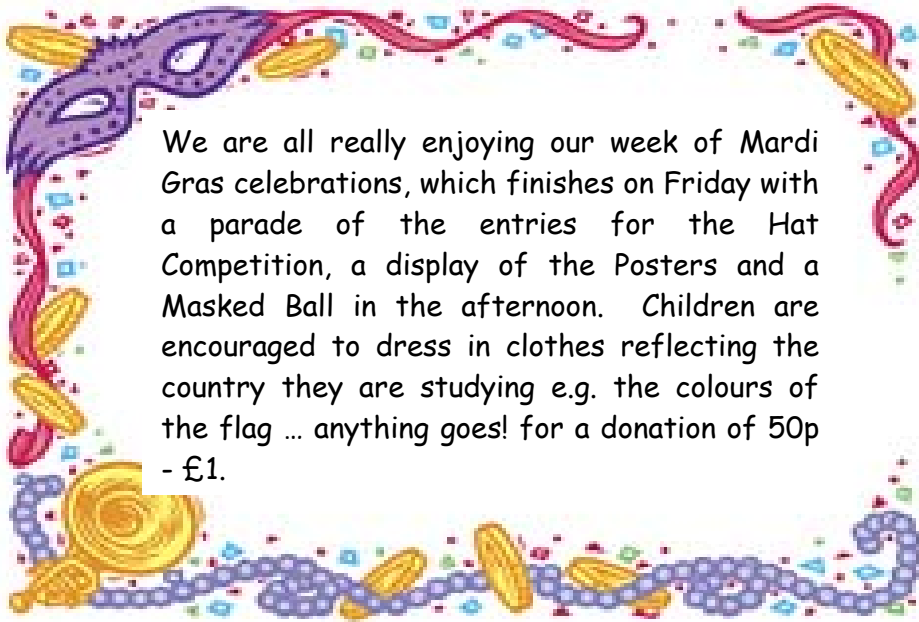 We are all really enjoying our week of Mardi
Gras celebrations, which finishes on Friday with
a parade of the entries for the Hat
Competition, a display of the Posters and a
Masked Ball in the afternoon.  Children are
encouraged to dress in clothes reflecting the
country they are studying e.g. the colours of
the flag … anything goes! for a donation of 50p
- £1.